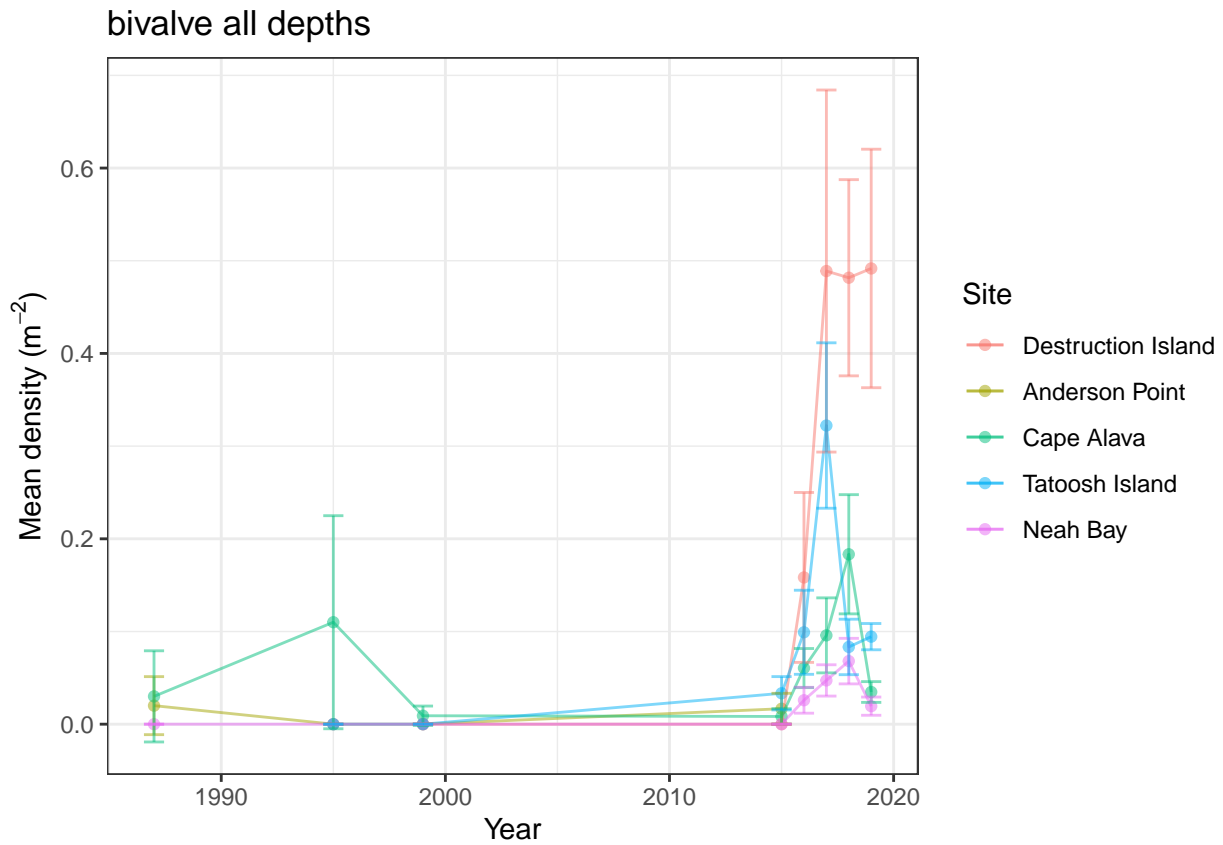 bivalve all depths
Mean density (m⁻²)
0.6
0.4
0.2
0.0
1990 2000 2010 2020
Year
Site
Destruction Island
Anderson Point
Cape Alava
Tatoosh Island
Neah Bay